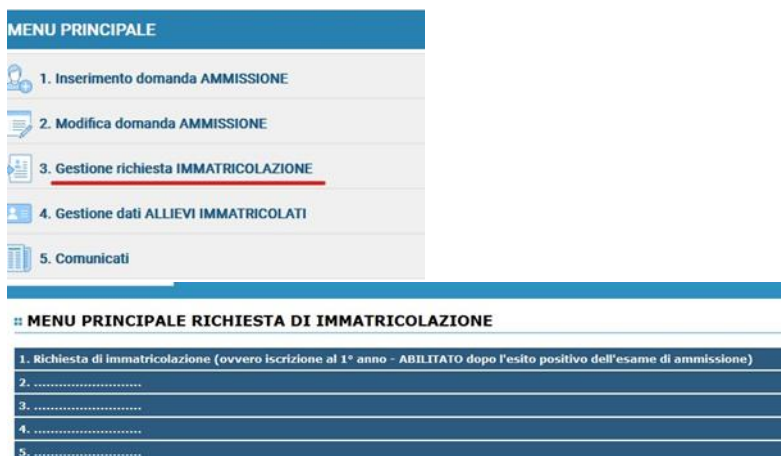 MENU PRINCIPALE
1. Inserimento domanda AMMISSIONE
2. Modifica domanda AMMISSIONE
3. Gestione richiesta IMMATRICOLAZIONE
4. Gestione dati ALLIEVI IMMATRICOLATI
5. Comunicati
MENU PRINCIPALE RICHIESTA DI IMMATRICOLAZIONE
1. Richiesta di immatricolazione (ovvero iscrizione al 1° anno - ABILITATO dopo l'esito positivo dell'esame di ammissione)
2. ...........................
3. ...........................
4. ...........................
5. ...........................